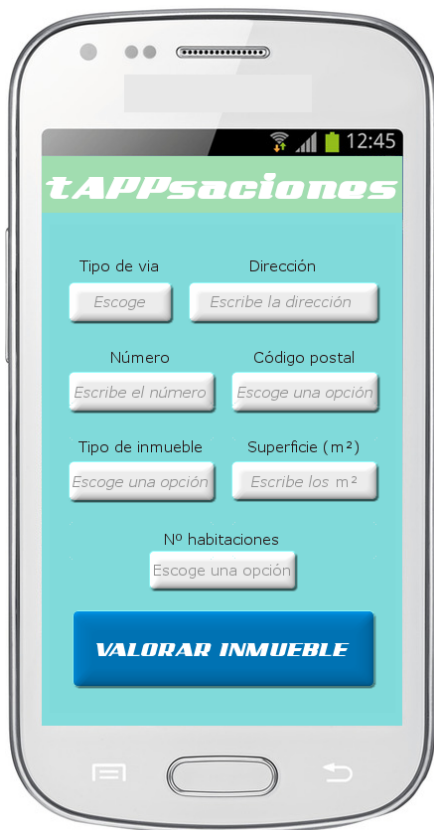 12:45
tAPPsaciones
Tipo de via Dirección
Escoge Escribe la dirección
Número Código postal
Escribe el número Escoge una opción
Tipo de inmueble Superficie (m²)
Escoge una opción Escribe los m²
Nº habitaciones
Escoge una opción
VALORAR INMUEBLE